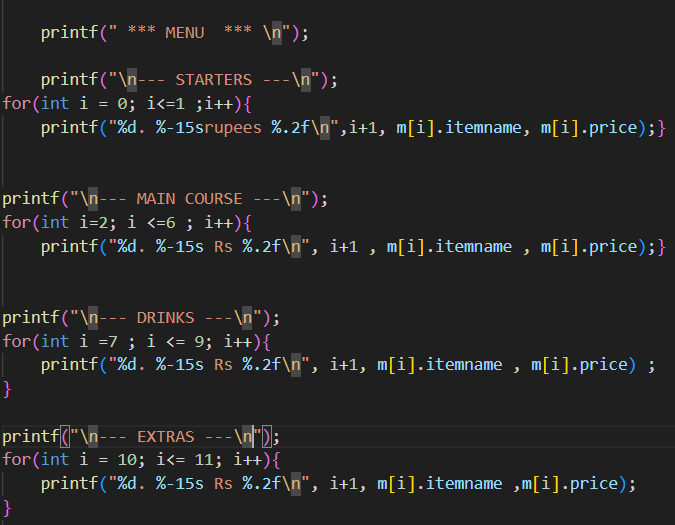 printf(" *** MENU  *** \n");
printf("\n--- STARTERS ---\n");
for(int i = 0; i<=1 ;i++){
printf("%d. %-15srupees %.2f\n",i+1, m[i].itemname, m[i].price);}
printf("\n--- MAIN COURSE ---\n");
for(int i=2; i <=6 ; i++){
printf("%d. %-15s Rs %.2f\n", i+1 , m[i].itemname , m[i].price);}
printf("\n--- DRINKS ---\n");
for(int i =7 ; i <= 9; i++){
printf("%d. %-15s Rs %.2f\n", i+1, m[i].itemname , m[i].price) ;
}
printf("\n--- EXTRAS ---\n");
for(int i = 10; i<= 11; i++){
printf("%d. %-15s Rs %.2f\n", i+1, m[i].itemname ,m[i].price);
}